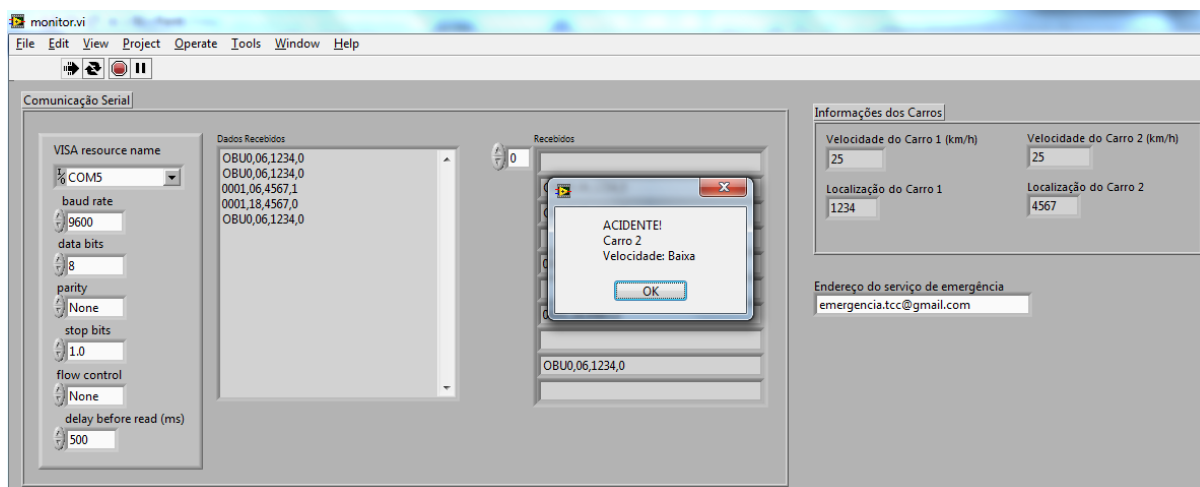 monitor.vi
File Edit View Project Operate Tools Window Help
Comunicação Serial
VISA resource name
COM5
baud rate
9600
data bits
8
parity
None
stop bits
1.0
flow control
None
delay before read (ms)
500
Dados Recebidos
OBU0,06,1234,0
OBU0,06,1234,0
0001,06,4567,1
0001,18,4567,0
OBU0,06,1234,0
Recebidos
0
OBU0,06,1234,0
ACIDENTE!
Carro 2
Velocidade: Baixa
OK
Informações dos Carros
Velocidade do Carro 1 (km/h) Velocidade do Carro 2 (km/h)
25 25
Localização do Carro 1 Localização do Carro 2
1234 4567
Endereço do serviço de emergência
emergencia.tcc@gmail.com